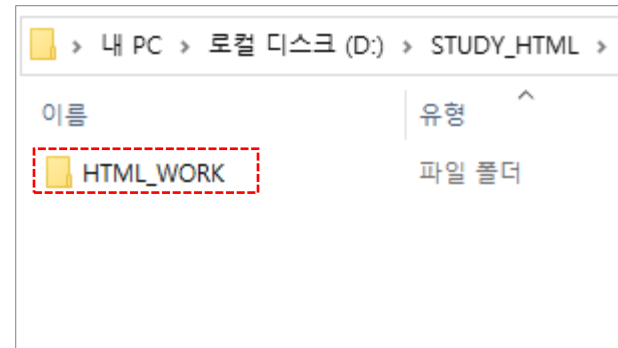 내 PC > 로컬 디스크 (D:) > STUDY_HTML >
이름 유형
HTML_WORK 파일 폴더